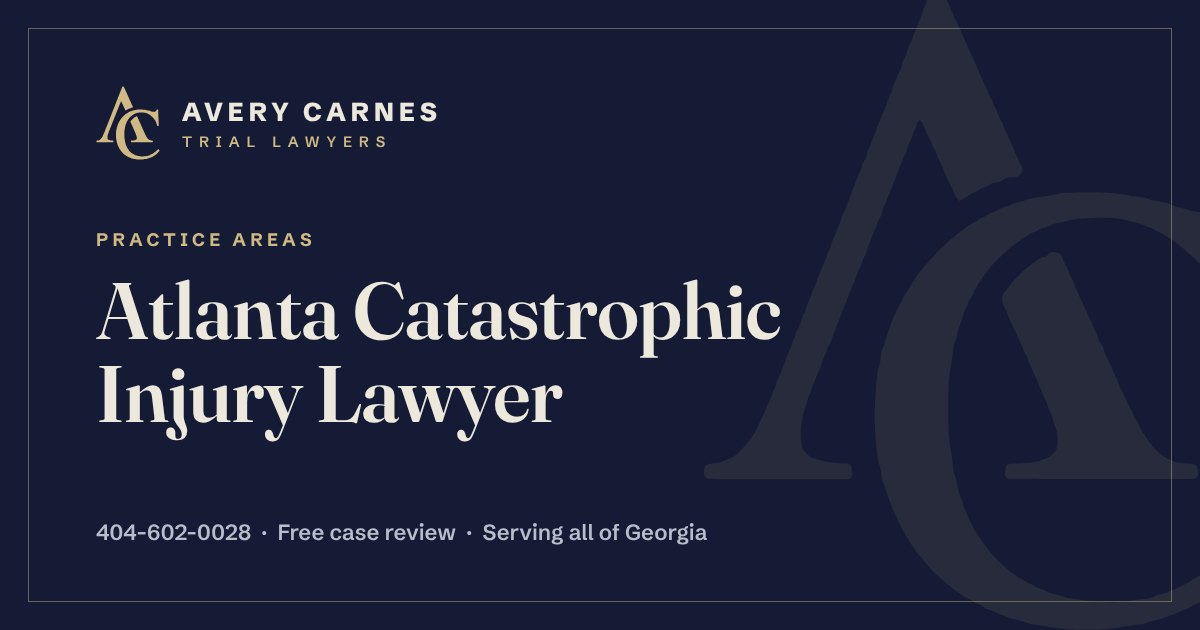 AC
AVERY CARNES
TRIAL LAWYERS
PRACTICE AREAS
Atlanta Catastrophic
Injury Lawyer
404-602-0028 · Free case review · Serving all of Georgia